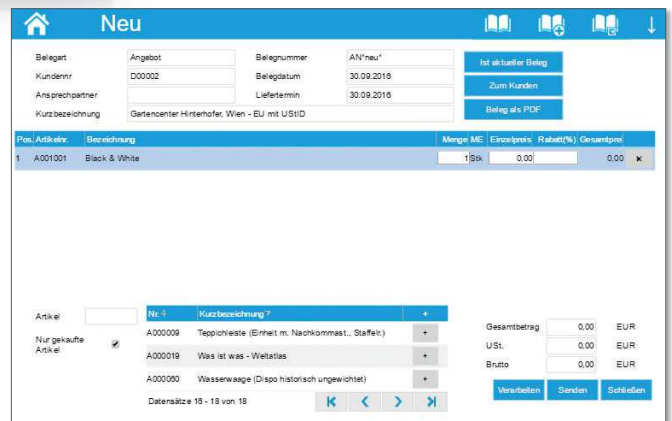 Neu
Belegart Angebot Belegnummer AN*neu* Ist aktueller Beleg
Kundennr D00002 Belegdatum 30.09.2016 Zum Kunden
Ansprechpartner Liefertermin 30.09.2016
Kurzbezeichnung Gartencenter Hinterhofer, Wien - EU mit UStID Beleg als PDF
Pos. Artikelnr. Bezeichnung Menge ME Einzelpreis Rabatt(%) Gesamtprei
1 A001001 Black & White 1 Stk 0,00 0,00 x
Artikel Nr. Kurzbezeichnung +
Nur gekaufte Artikel
A000009 Teppichleiste (Einheit m. Nachkommast., Staffelr.) +
A000019 Was ist was - Weltatlas +
A000060 Wasserwaage (Dispo historisch ungewichtet) +
Datensätze 16 - 18 von 18
Gesamtbetrag 0,00 EUR
USt. 0,00 EUR
Brutto 0,00 EUR
Verarbeiten Senden Schließen